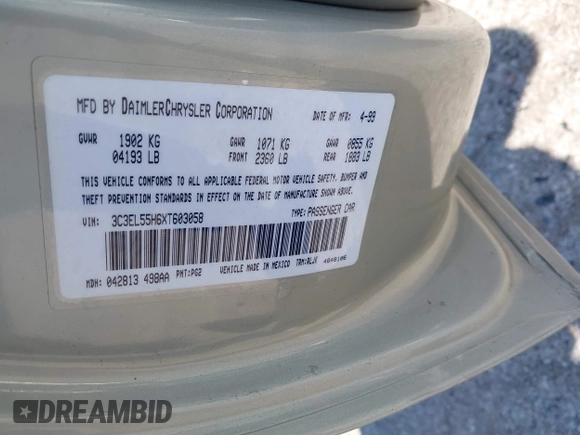 MFD BY DAIMLERCHRYSLER CORPORATION DATE OF MFR: 4-99
GVWR 1902 KG GAWR 1071 KG GAWR 0855 KG
04193 LB FRONT 2360 LB REAR 1883 LB
THIS VEHICLE CONFORMS TO ALL APPLICABLE FEDERAL MOTOR VEHICLE SAFETY, BUMPER AND
THEFT PREVENTION STANDARDS IN EFFECT ON THE DATE OF MANUFACTURE SHOWN ABOVE.
VIN: 3C3EL55H6XT603058 TYPE: PASSENGER CAR
MDH: 042813 498AA PNT:PG2 VEHICLE MADE IN MEXICO TRM:BLJK 4648106
DREAMBID